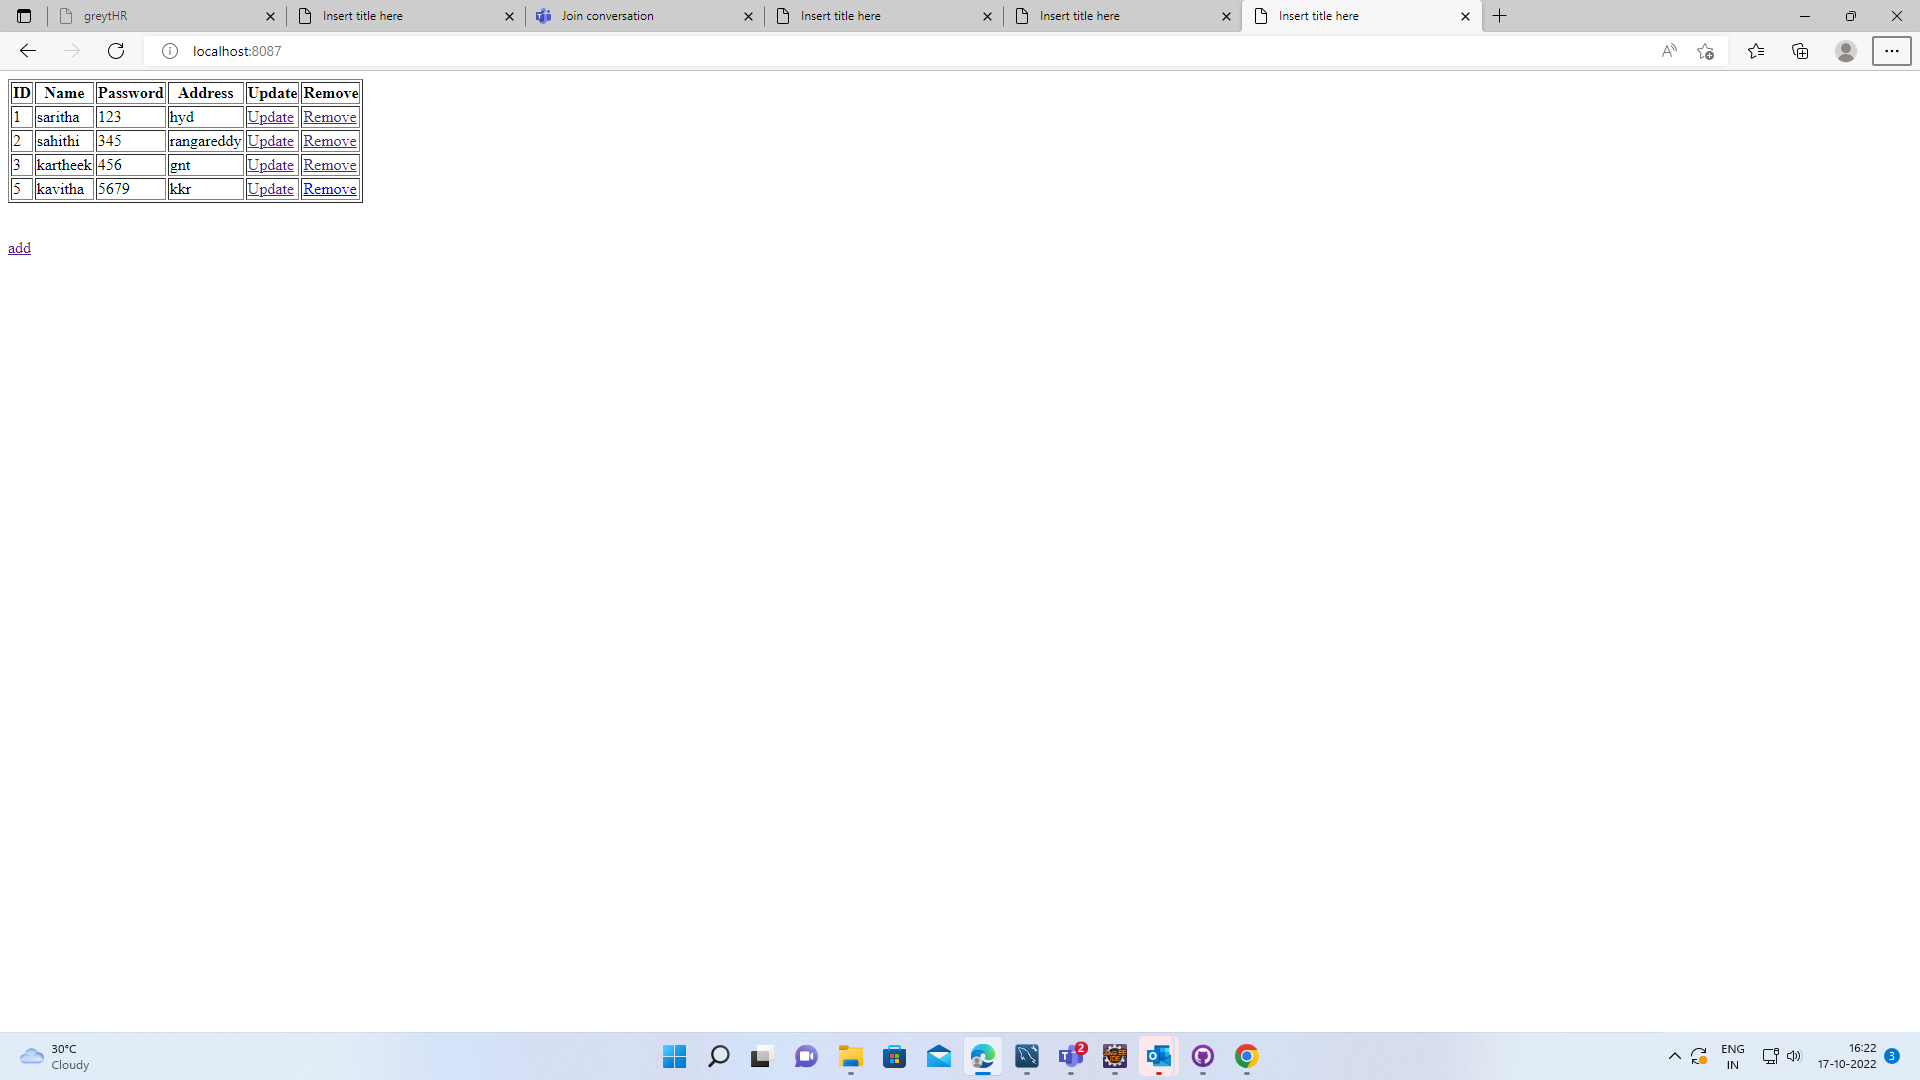 greytHR
Insert title here
Join conversation
Insert title here
Insert title here
Insert title here
localhost:8087
ID Name Password Address Update Remove
1 saritha 123 hyd Update Remove
2 sahithi 345 rangareddy Update Remove
3 kartheek 456 gnt Update Remove
5 kavitha 5679 kkr Update Remove
add
30°C
Cloudy
2
ENG
IN
16:22
17-10-2022
3